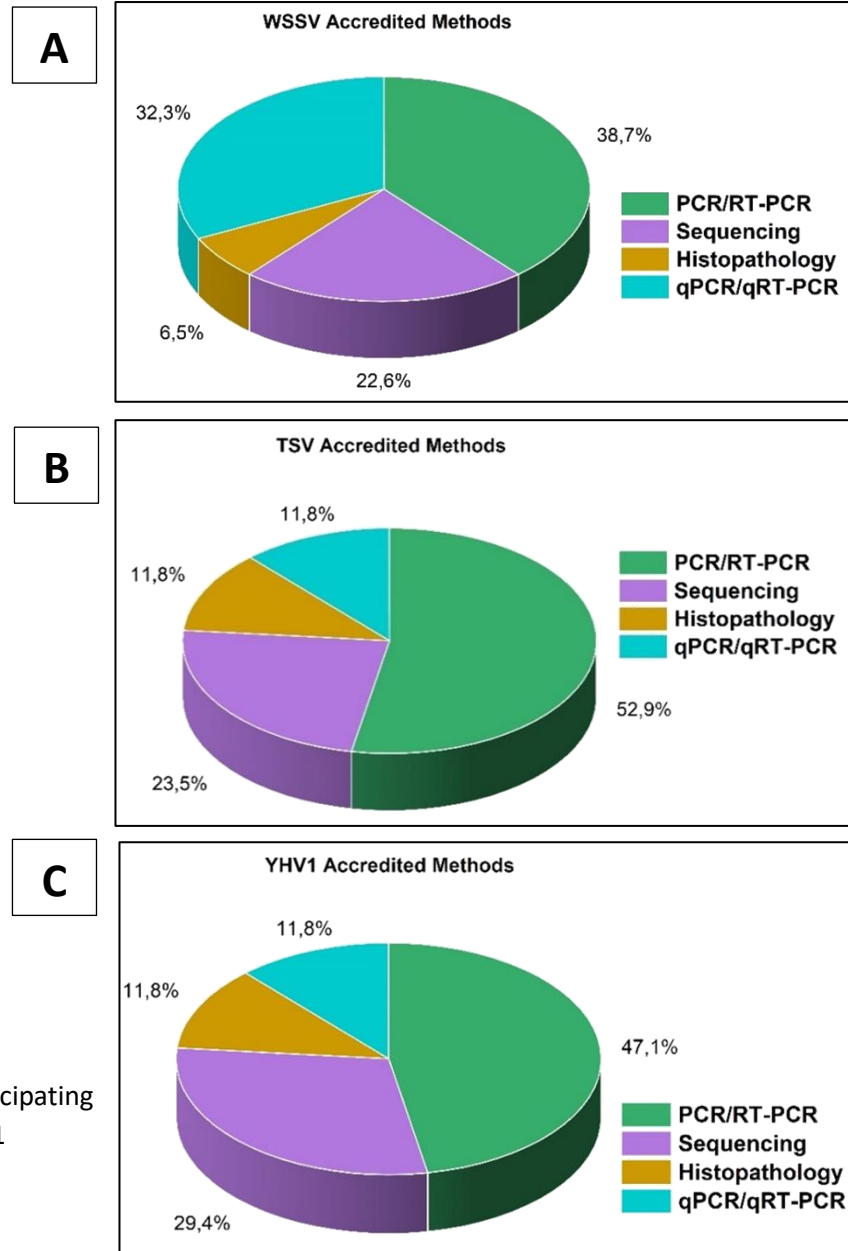 A
WSSV Accredited Methods
32,3%
38,7%
PCR/RT-PCR
Sequencing
Histopathology
qPCR/qRT-PCR
6,5%
22,6%
B
TSV Accredited Methods
11,8%
11,8%
PCR/RT-PCR
Sequencing
Histopathology
qPCR/qRT-PCR
52,9%
23,5%
C
YHV1 Accredited Methods
11,8%
11,8%
47,1%
cipating
1
PCR/RT-PCR
Sequencing
Histopathology
qPCR/qRT-PCR
29,4%